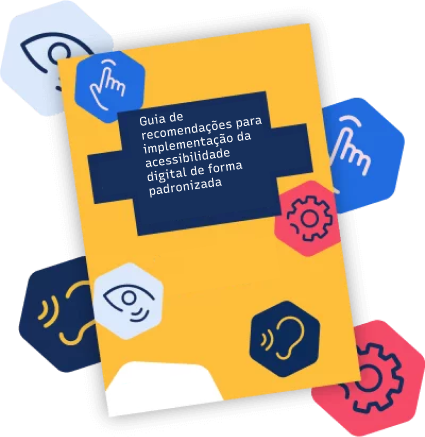 Guia de
recomendações para
implementação da
acessibilidade
digital de forma
padronizada